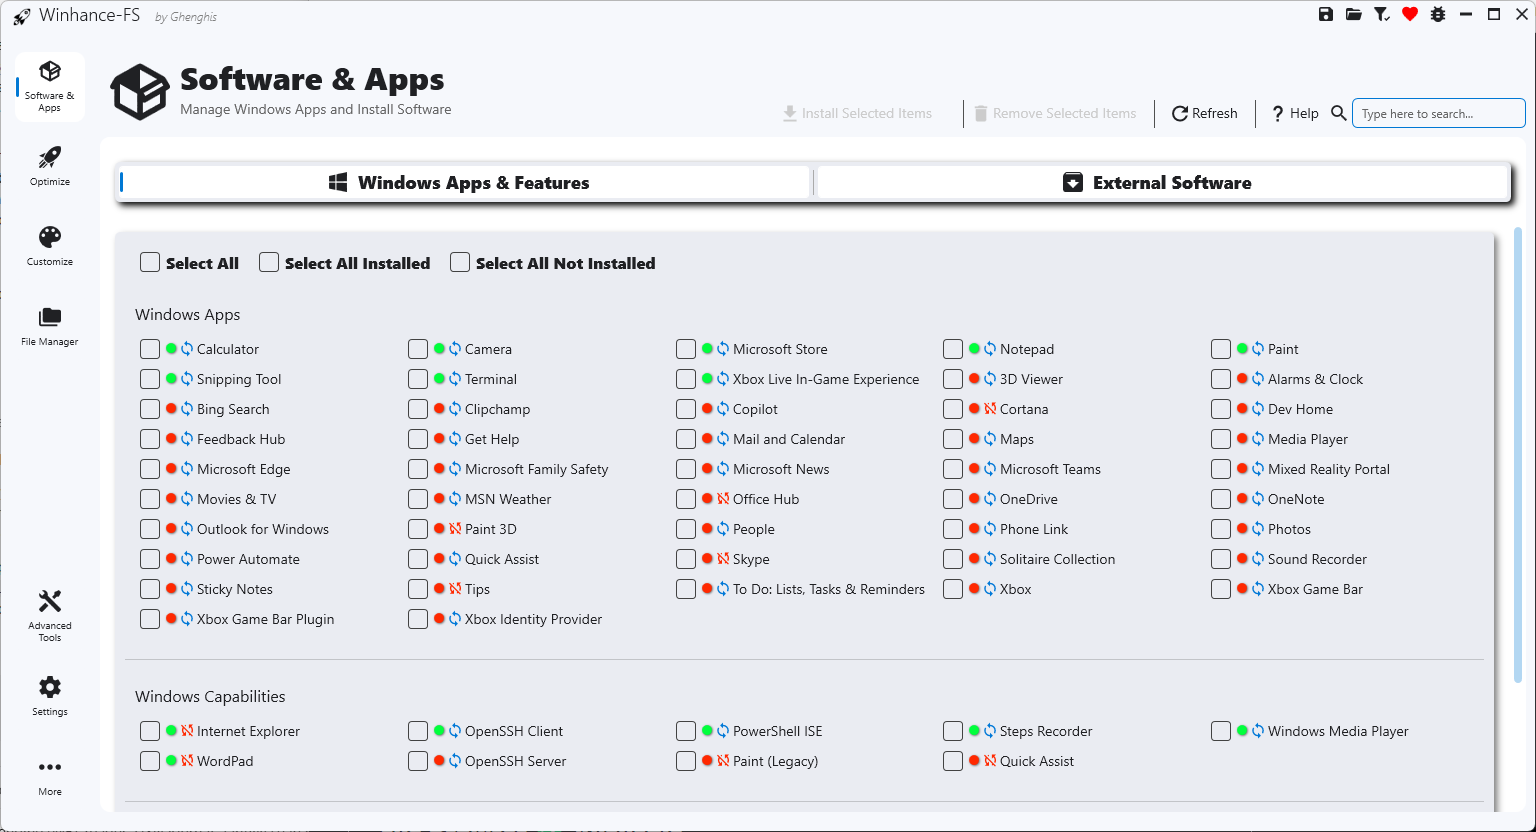 Winhance-FS by Ghenghis
Software & Apps
Manage Windows Apps and Install Software
Install Selected Items
Remove Selected Items
Refresh
Help
Type here to search...
Software &
Apps
Optimize
Customize
File Manager
Advanced
Tools
Settings
More
Windows Apps & Features
External Software
Select All
Select All Installed
Select All Not Installed
Windows Apps
Calculator
Camera
Microsoft Store
Notepad
Paint
Snipping Tool
Terminal
Xbox Live In-Game Experience
3D Viewer
Alarms & Clock
Bing Search
Clipchamp
Copilot
Cortana
Dev Home
Feedback Hub
Get Help
Mail and Calendar
Maps
Media Player
Microsoft Edge
Microsoft Family Safety
Microsoft News
Microsoft Teams
Mixed Reality Portal
Movies & TV
MSN Weather
Office Hub
OneDrive
OneNote
Outlook for Windows
Paint 3D
People
Phone Link
Photos
Power Automate
Quick Assist
Skype
Solitaire Collection
Sound Recorder
Sticky Notes
Tips
To Do: Lists, Tasks & Reminders
Xbox
Xbox Game Bar
Xbox Game Bar Plugin
Xbox Identity Provider
Windows Capabilities
Internet Explorer
OpenSSH Client
PowerShell ISE
Steps Recorder
Windows Media Player
WordPad
OpenSSH Server
Paint (Legacy)
Quick Assist